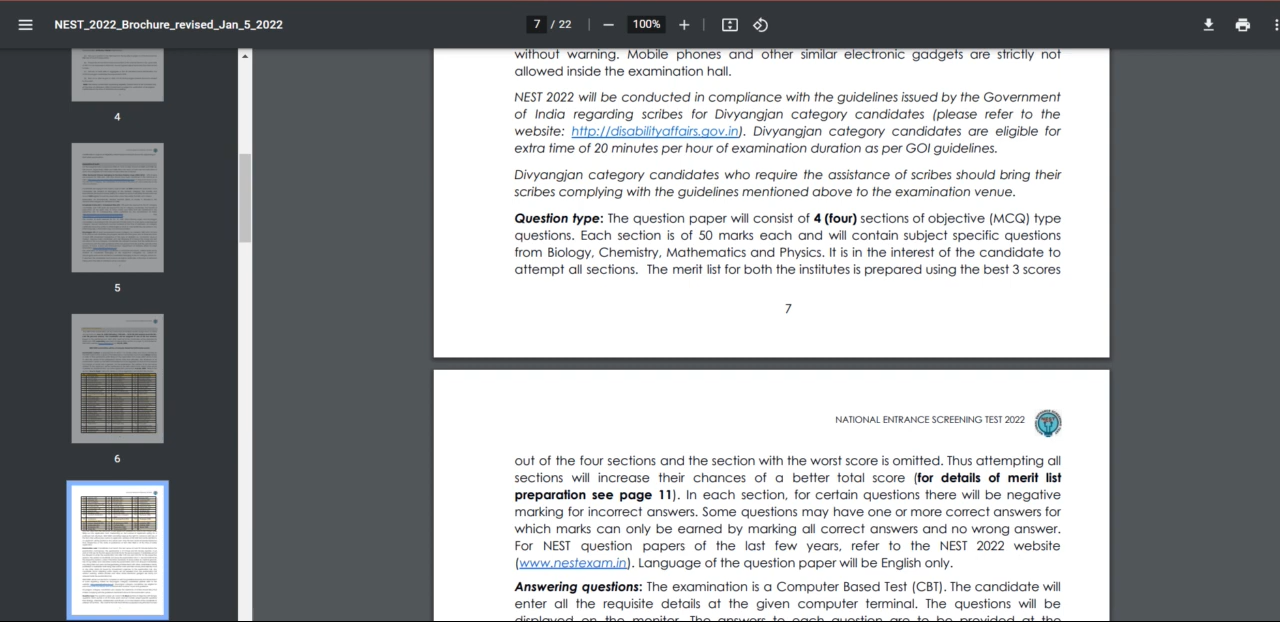 NEST_2022_Brochure_revised_Jan_5_2022
7 / 22
100%
4
5
6
without warning. Mobile phones and other similar electronic gadgets are strictly not
allowed inside the examination hall.
NEST 2022 will be conducted in compliance with the guidelines issued by the Government
of India regarding scribes for Divyangjan category candidates (please refer to the
website: http://disabilityaffairs.gov.in). Divyangjan category candidates are eligible for
extra time of 20 minutes per hour of examination duration as per GOI guidelines.
Divyangjan category candidates who require the assistance of scribes should bring their
scribes complying with the guidelines mentioned above to the examination venue.
Question type: The question paper will consist of 4 (four) sections of objective (MCQ) type
questions. Each section is of 50 marks each and will contain subject specific questions
from Biology, Chemistry, Mathematics and Physics. It is in the interest of the candidate to
attempt all sections. The merit list for both the institutes is prepared using the best 3 scores
7
NATIONAL ENTRANCE SCREENING TEST 2022
out of the four sections and the section with the worst score is omitted. Thus attempting all
sections will increase their chances of a better total score (for details of merit list
preparation see page 11). In each section, for certain questions there will be negative
marking for incorrect answers. Some questions may have one or more correct answers for
which marks can only be earned by marking all correct answers and no wrong answer.
For NEST question papers of the last few years, refer to the NEST 2022 website
(www.nestexam.in). Language of the question paper will be English only.
Answering questions: The examination is a Computer Based Test (CBT). The candidate will
enter all the requisite details at the given computer terminal. The questions will be
displayed on the monitor. The answers to each question are to be provided at the